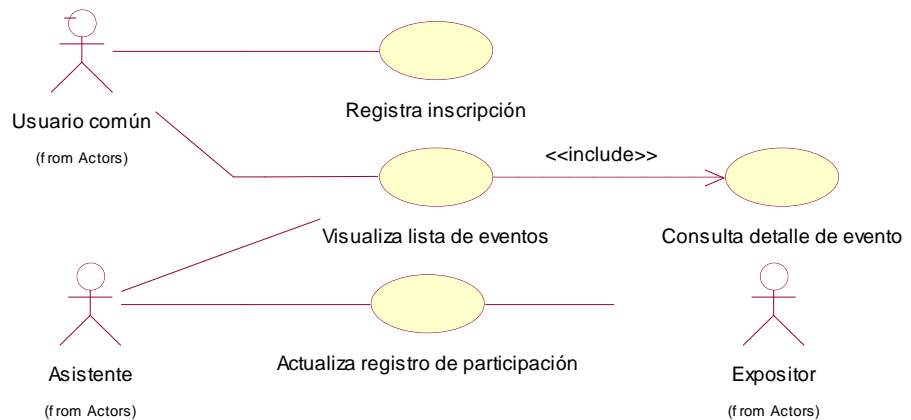 Usuario común
(from Actors)
Registra inscripción
<<include>>
Visualiza lista de eventos
Consulta detalle de evento
Asistente
(from Actors)
Actualiza registro de participación
Expositor
(from Actors)